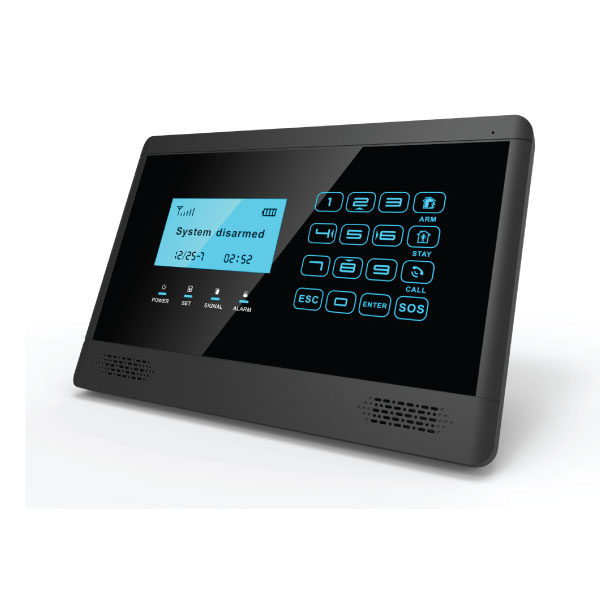 System disarmed
12/25-7 02:52
POWER SET SIGNAL ALARM
1 2 3
ARM
4 5 6
STAY
7 8 9
CALL
ESC 0 ENTER SOS